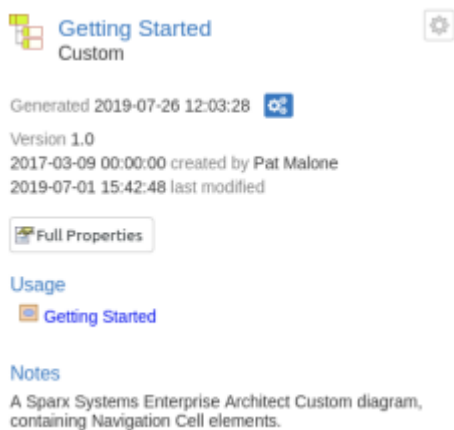 Getting Started
Custom
Generated 2019-07-26 12:03:28
Version 1.0
2017-03-09 00:00:00 created by Pat Malone
2019-07-01 15:42:48 last modified
Full Properties
Usage
Getting Started
Notes
A Sparx Systems Enterprise Architect Custom diagram,
containing Navigation Cell elements.